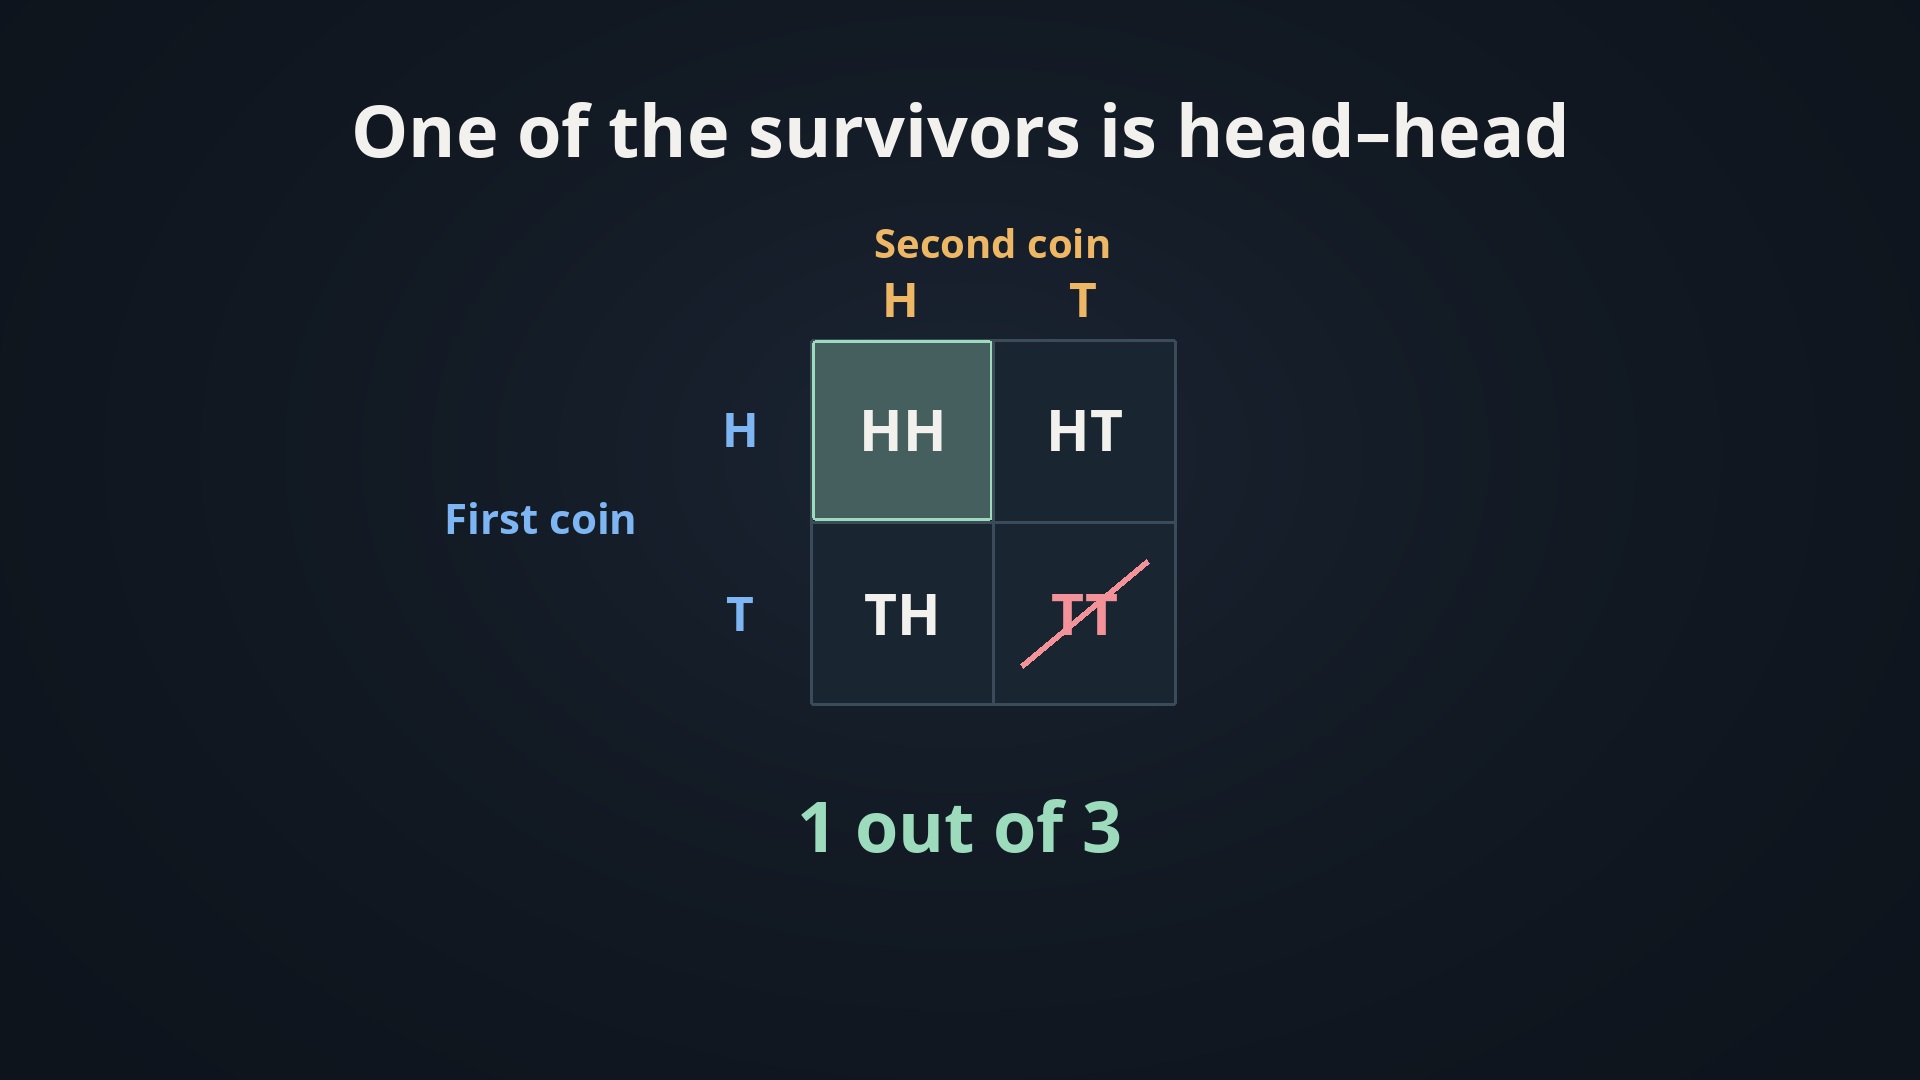 One of the survivors is head–head
Second coin
H T
H HH HT
First coin
T TH TT
1 out of 3